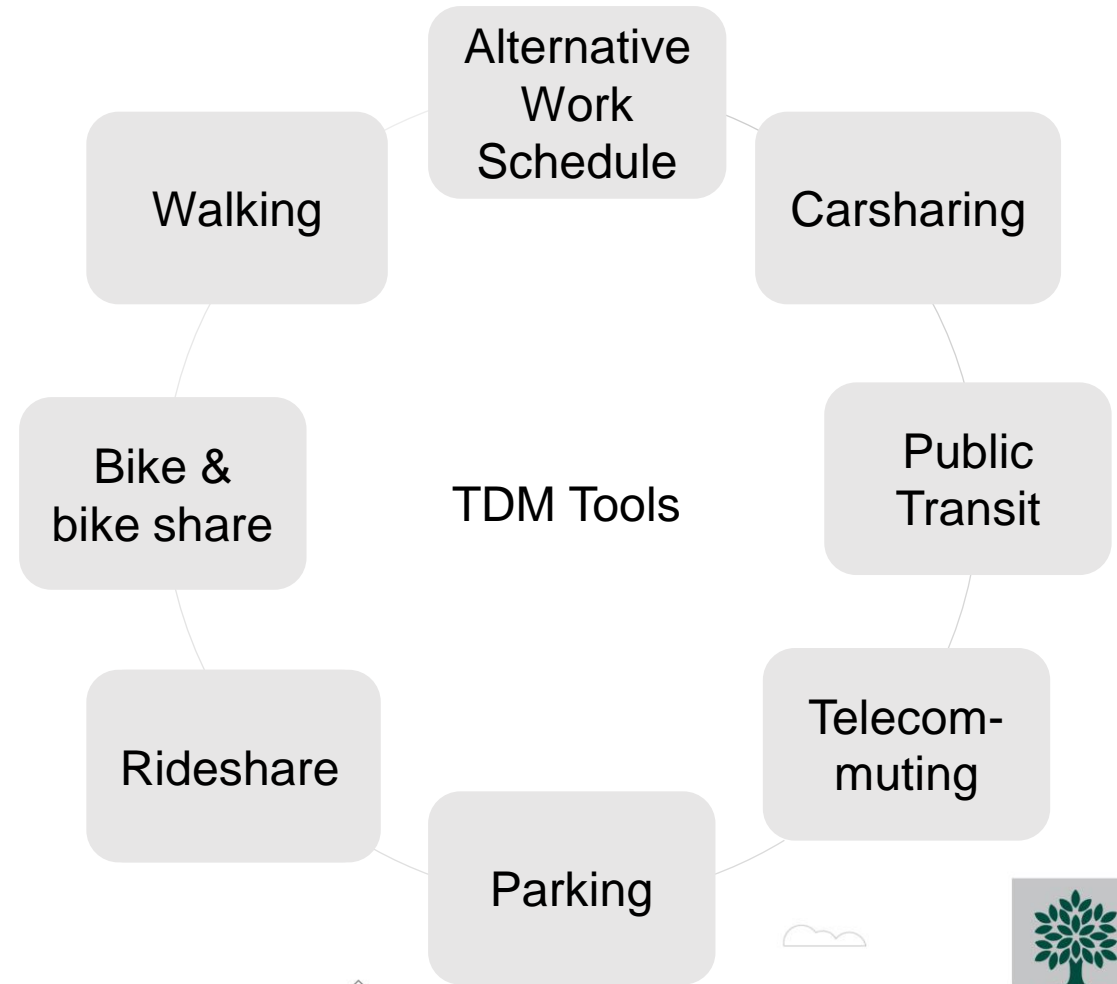 Alternative
Work
Schedule
Carsharing
Public
Transit
Telecom-
muting
Parking
Rideshare
Bike &
bike share
Walking
TDM Tools